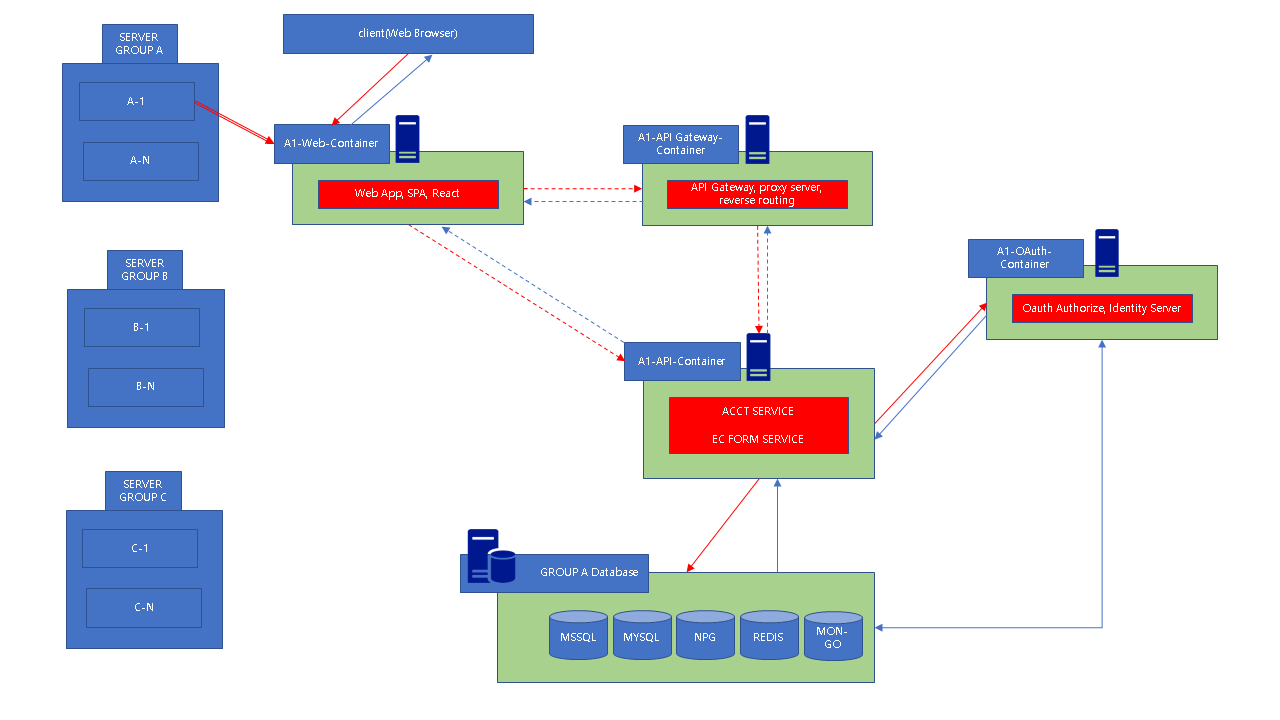 SERVER
GROUP A
A-1
A-N
client(Web Browser)
A1-Web-Container
Web App, SPA, React
A1-API Gateway-
Container
API Gateway, proxy server,
reverse routing
SERVER
GROUP B
B-1
B-N
A1-OAuth-
Container
Oauth Authorize, Identity Server
A1-API-Container
ACCT SERVICE
EC FORM SERVICE
SERVER
GROUP C
C-1
C-N
GROUP A Database
MSSQL
MYSQL
NPG
REDIS
MON-
GO